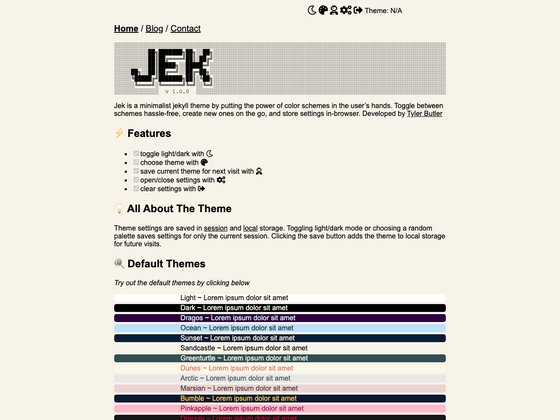 Theme: N/A
Home / Blog / Contact
JEK
v 1.0.0
Jek is a minimalist jekyll theme by putting the power of color schemes in the user's hands. Toggle between
schemes hassle-free, create new ones on the go, and store settings in-browser. Developed by Tyler Butler
⚡ Features
toggle light/dark with
choose theme with
save current theme for next visit with
open/close settings with
clear settings with
💡 All About The Theme
Theme settings are saved in session and local storage. Toggling light/dark mode or choosing a random
palette saves settings for only the current session. Clicking the save button adds the theme to local storage
for future visits.
🍭 Default Themes
Try out the default themes by clicking below
Light ~ Lorem ipsum dolor sit amet
Dark ~ Lorem ipsum dolor sit amet
Dragos ~ Lorem ipsum dolor sit amet
Ocean ~ Lorem ipsum dolor sit amet
Sunset ~ Lorem ipsum dolor sit amet
Sandcastle ~ Lorem ipsum dolor sit amet
Greenturtle ~ Lorem ipsum dolor sit amet
Dunes ~ Lorem ipsum dolor sit amet
Arctic ~ Lorem ipsum dolor sit amet
Marsian ~ Lorem ipsum dolor sit amet
Bumble ~ Lorem ipsum dolor sit amet
Pinkapple ~ Lorem ipsum dolor sit amet
Dracula ~ Lorem ipsum dolor sit amet